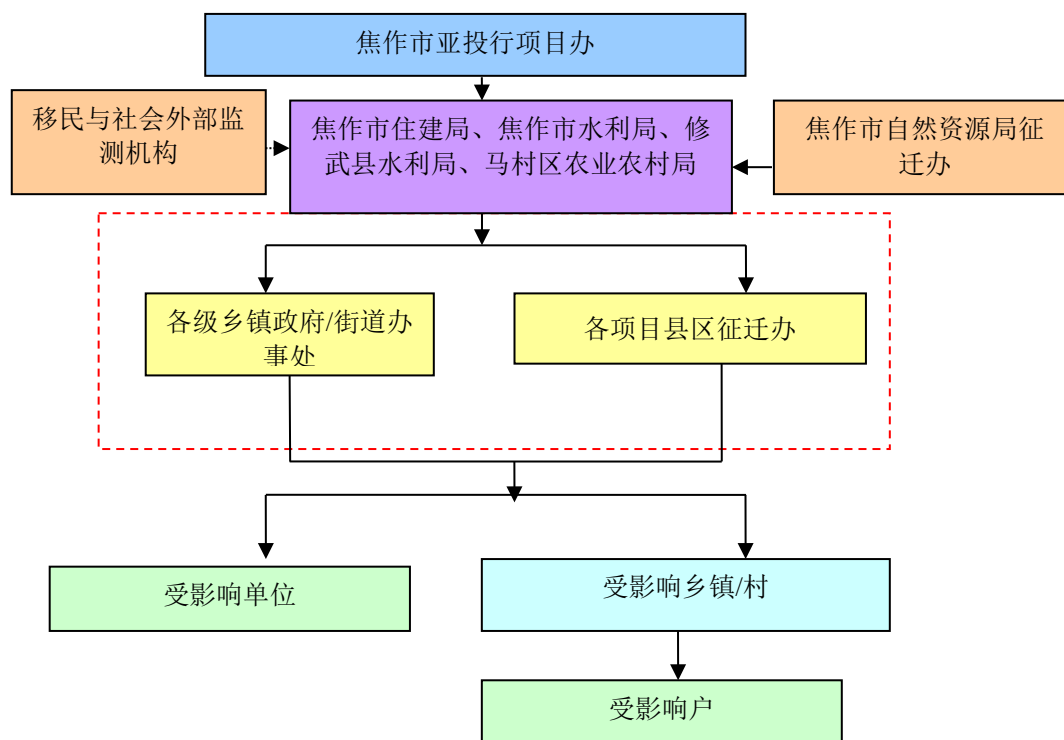 焦作市亚投行项目办
移民与社会外部监
测机构
焦作市住建局、焦作市水利局、修
武县水利局、马村区农业农村局
焦作市自然资源局征
迁办
各级乡镇政府/街道办
事处
各项目县区征迁办
受影响单位
受影响乡镇/村
受影响户